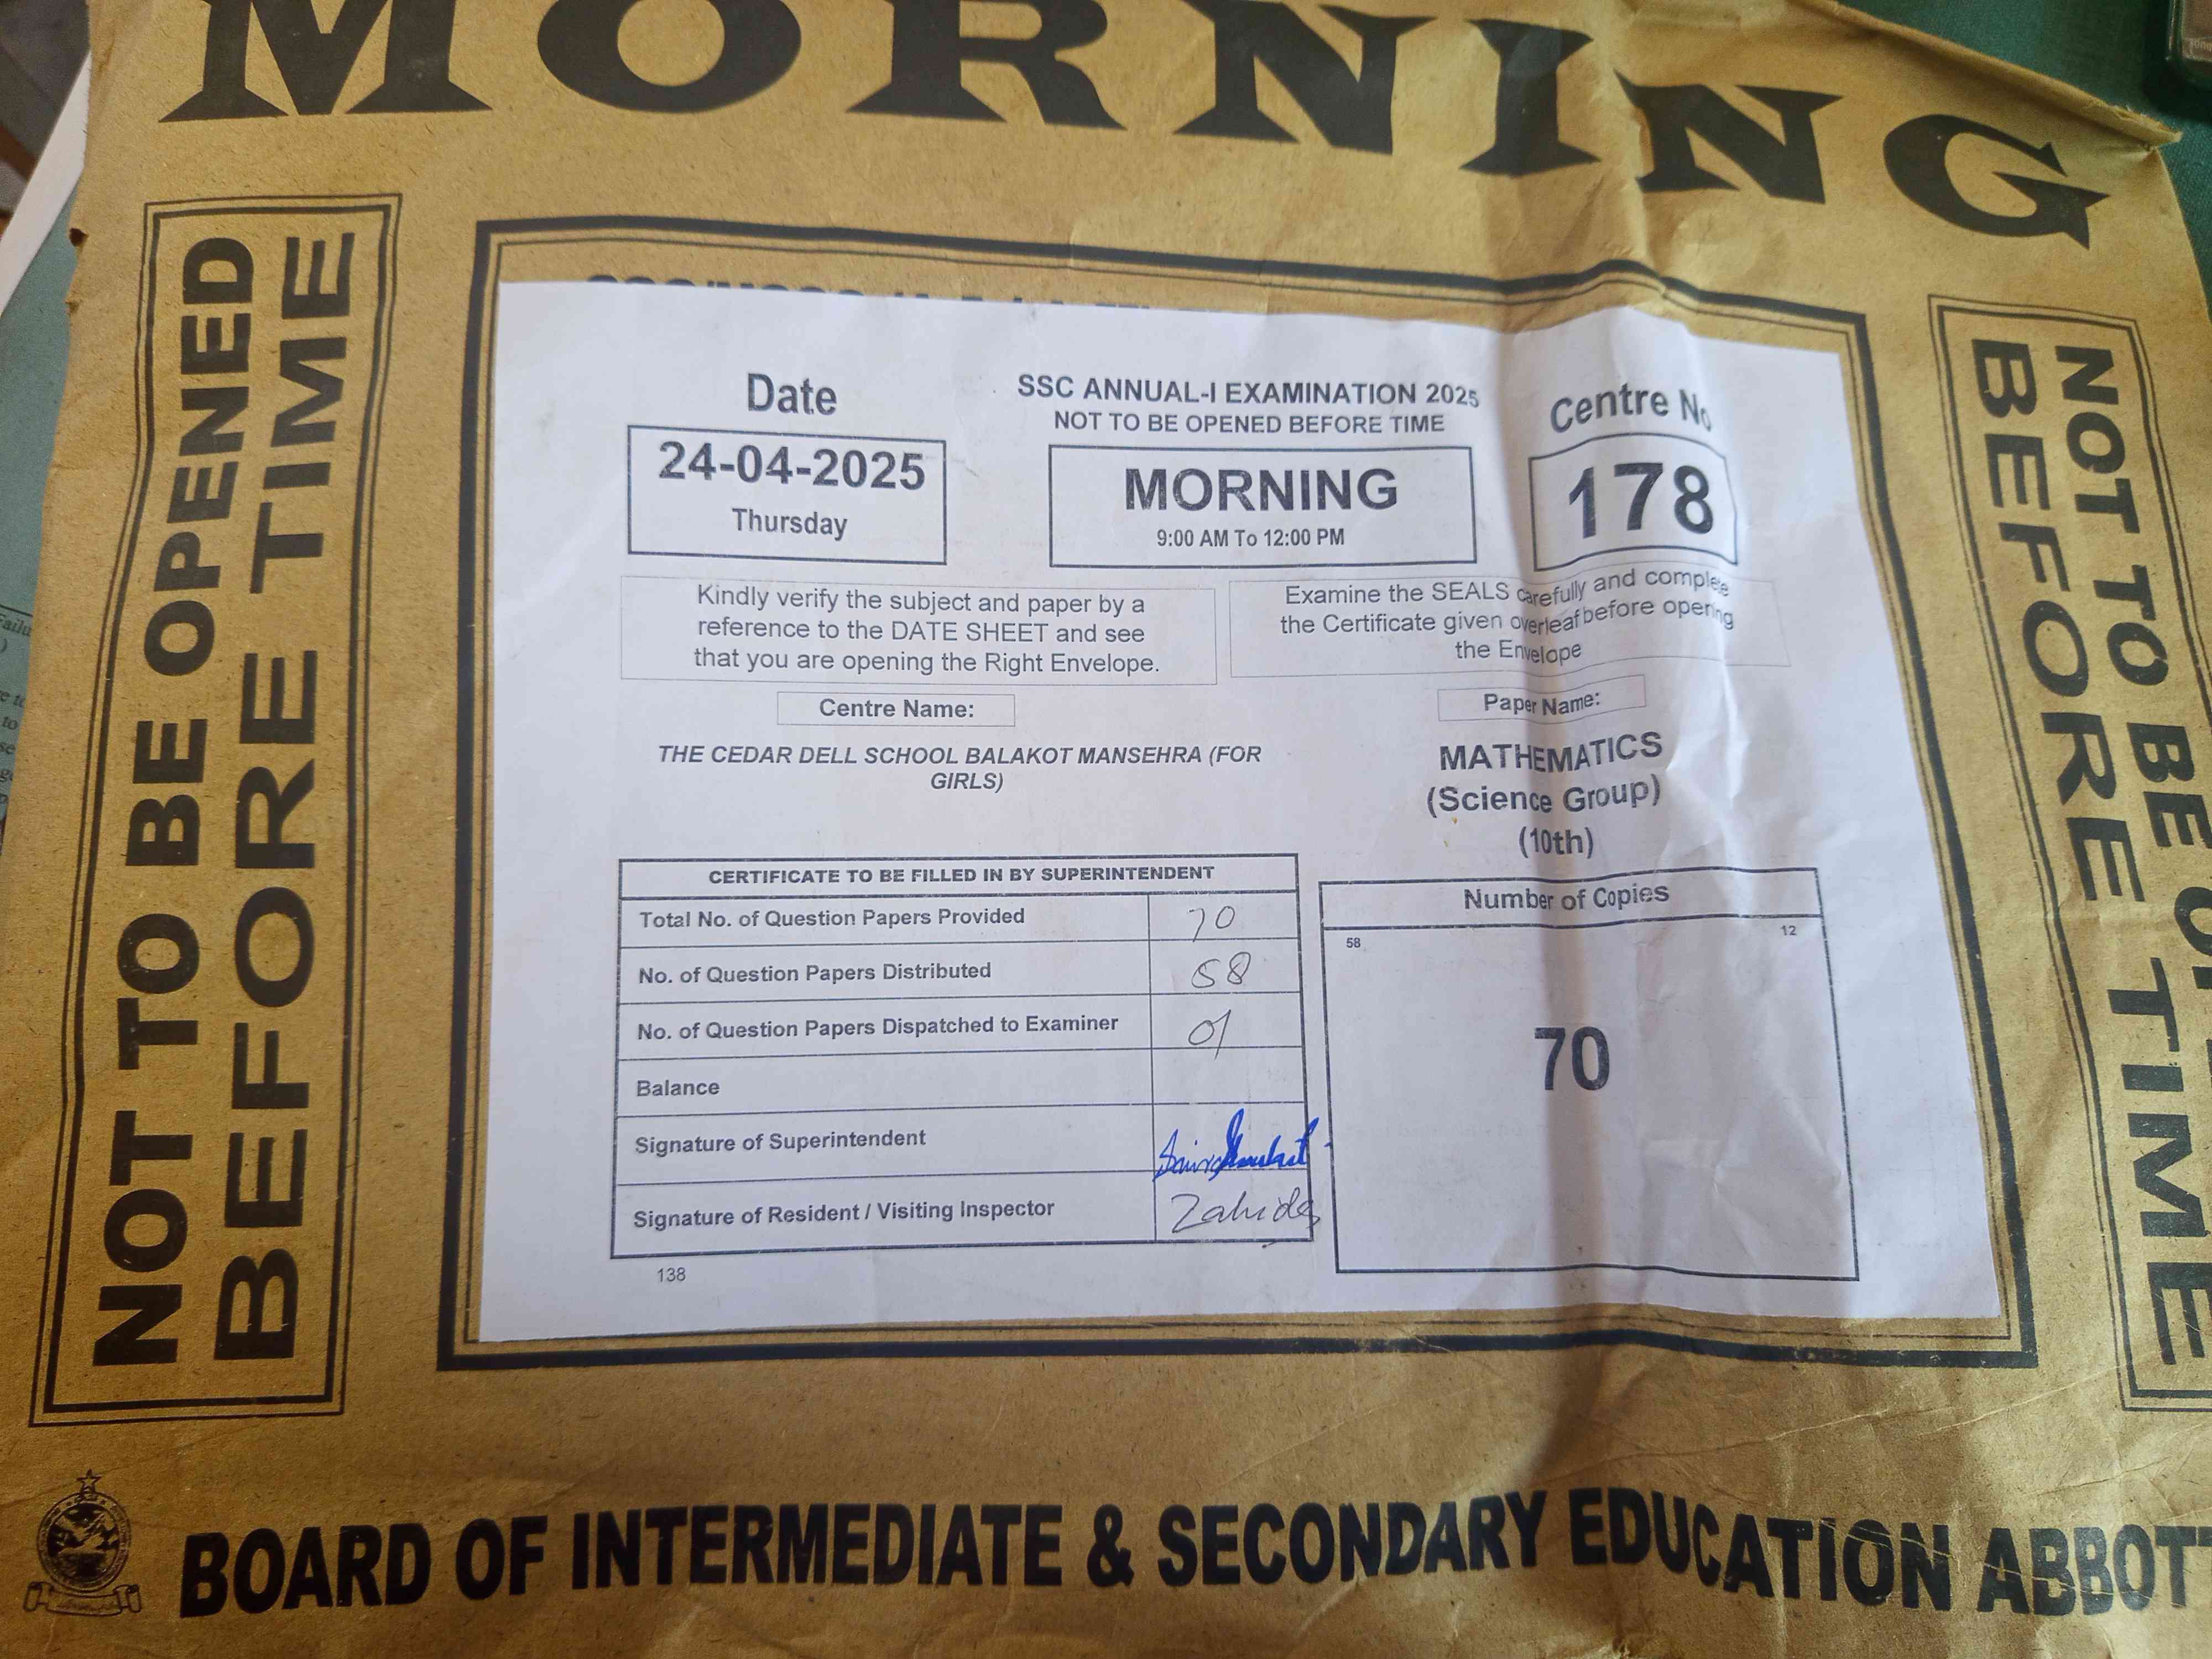 MORNING
NOT TO BE OPENED
BEFORE TIME
Date
24-04-2025
Thursday
SSC ANNUAL-I EXAMINATION 2025
NOT TO BE OPENED BEFORE TIME
MORNING
9:00 AM To 12:00 PM
Centre No
178
Kindly verify the subject and paper by a
reference to the DATE SHEET and see
that you are opening the Right Envelope.
Examine the SEALS carefully and complete
the Certificate given overleaf before opening
the Envelope
Centre Name:
THE CEDAR DELL SCHOOL BALAKOT MANSEHRA (FOR
GIRLS)
Paper Name:
MATHEMATICS
(Science Group)
(10th)
CERTIFICATE TO BE FILLED IN BY SUPERINTENDENT
Total No. of Question Papers Provided 70
No. of Question Papers Distributed 58
No. of Question Papers Dispatched to Examiner 01
Balance
Signature of Superintendent
Signature of Resident / Visiting Inspector Zahida
138
Number of Copies
58 12
70
NOT TO BE
BEFORE TIME
BOARD OF INTERMEDIATE & SECONDARY EDUCATION ABBOT